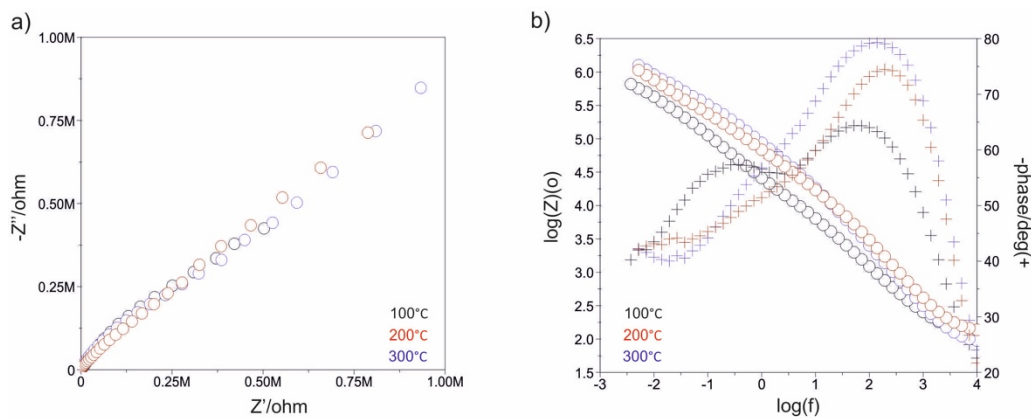 a)
1.00M
0.75M
0.50M
0.25M
0
-Z''/ohm
0 0.25M 0.50M 0.75M 1.00M
Z'/ohm
100°C
200°C
300°C
b)
6.5
6.0
5.5
5.0
4.5
4.0
3.5
3.0
2.5
2.0
1.5
log(Z)(o)
80
70
60
50
40
30
20
-phase/deg(+
-3 -2 -1 0 1 2 3 4
log(f)
100°C
200°C
300°C